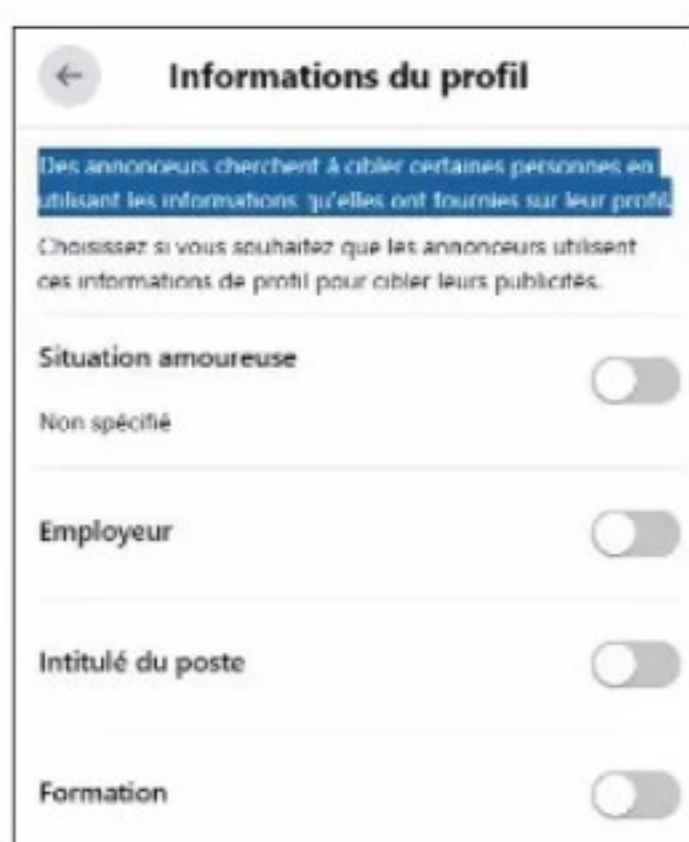 Informations du profil
Des annonceurs cherchent à cibler certaines personnes en
utilisant les informations qu'elles ont fournies sur leur profil.
Choisissez si vous souhaitez que les annonceurs utilisent
ces informations de profil pour cibler leurs publicités.
Situation amoureuse
Non spécifié
Employeur
Intitulé du poste
Formation